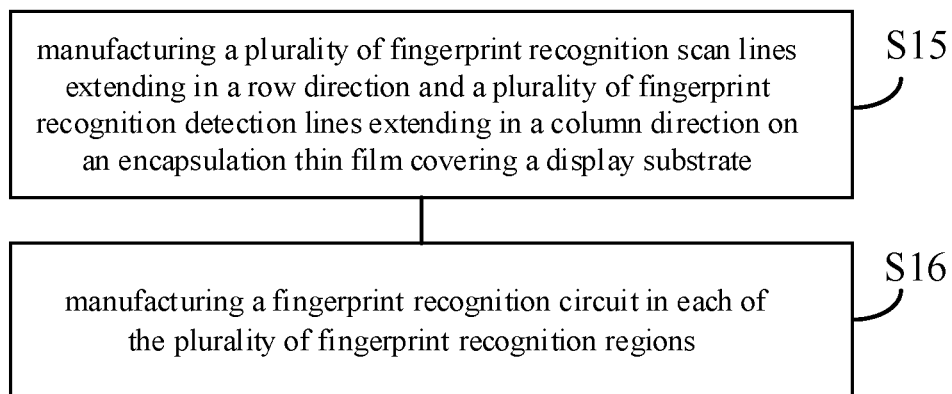 manufacturing a plurality of fingerprint recognition scan lines
extending in a row direction and a plurality of fingerprint
recognition detection lines extending in a column direction on
an encapsulation thin film covering a display substrate
S15
manufacturing a fingerprint recognition circuit in each of
the plurality of fingerprint recognition regions
S16